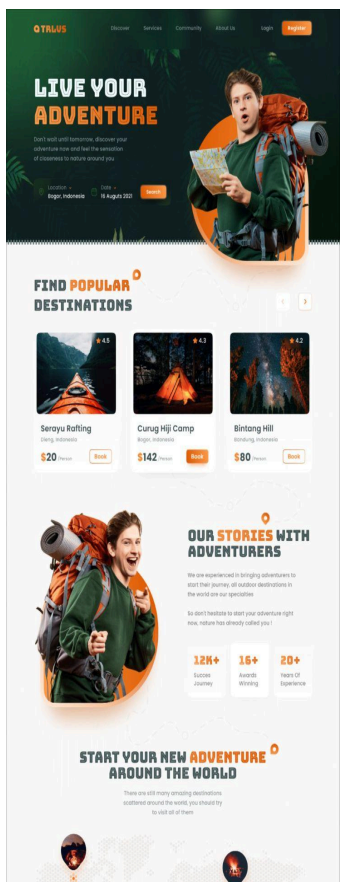 QTRLVS
Discover Services Community About Us Login Register
LIVE YOUR
ADVENTURE
Don't wait until tomorrow, discover your
adventure now and feel the sensation
of closeness to nature around you
Location Date
Bogor, Indonesia 16 Auguts 2021 Search
FIND POPULAR
DESTINATIONS
4.5 4.3 4.2
Serayu Rafting Curug Hiji Camp Bintang Hill
Dieng, Indonesia Bogor, Indonesia Bandung, Indonesia
$20 /Person Book $142 /Person Book $80 /Person Book
OUR STORIES WITH
ADVENTURERS
We are experienced in bringing adventurers to
start their journey, all outdoor destinations in
the world are our specialties
So don't hesitate to start your adventure right
now, nature has already called you !
12K+ 16+ 20+
Succes Awards Years Of
Journey Winning Experience
START YOUR NEW ADVENTURE
AROUND THE WORLD
There are still many amazing destinations
scattered around the world, you should try
to visit all of them